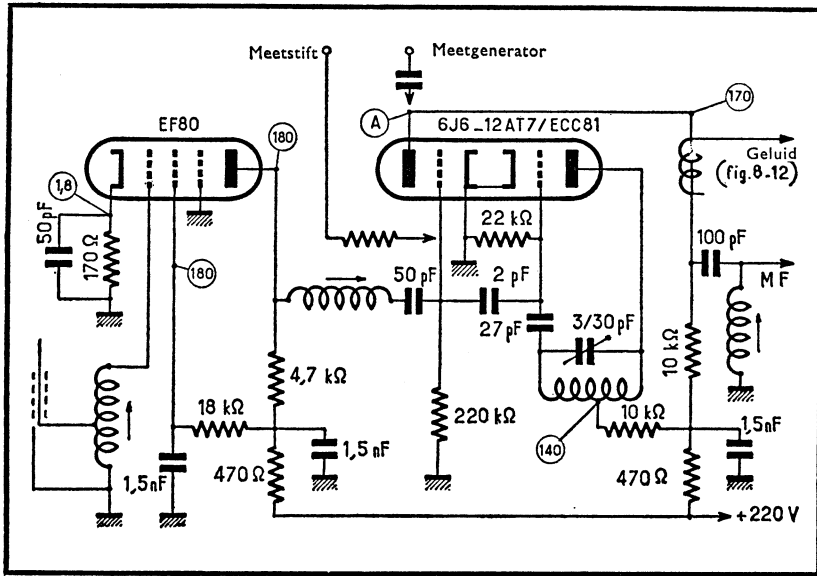 Meetstift
Meetgenerator
EF80
180
A
6J6_12AT7/ECC81
170
Geluid
(fig.8-12)
1,8
50pF
170Ω
180
22 kΩ
50 pF
2 pF
27 pF
3/30 pF
100 pF
MF
10 kΩ
4,7 kΩ
18 kΩ
220 kΩ
10 kΩ
140
1,5nF
1,5 nF
470Ω
1,5nF
470Ω
+220V